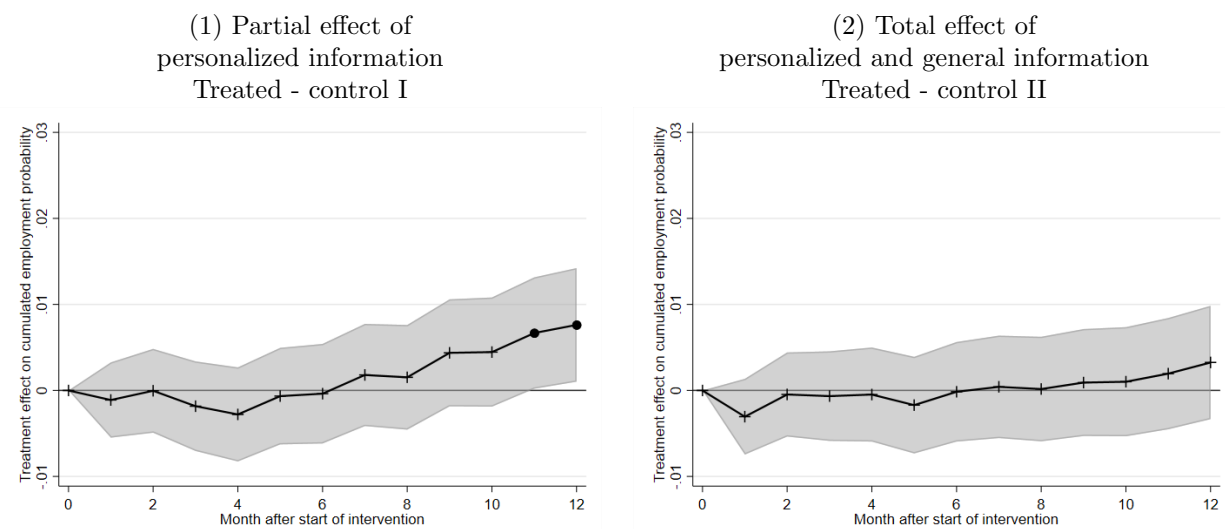 (1) Partial effect of
personalized information
Treated - control I
Treatment effect on cumulated employment probability
.03
.02
.01
0
-.01
0 2 4 6 8 10 12
Month after start of intervention
(2) Total effect of
personalized and general information
Treated - control II
Treatment effect on cumulated employment probability
.03
.02
.01
0
-.01
0 2 4 6 8 10 12
Month after start of intervention